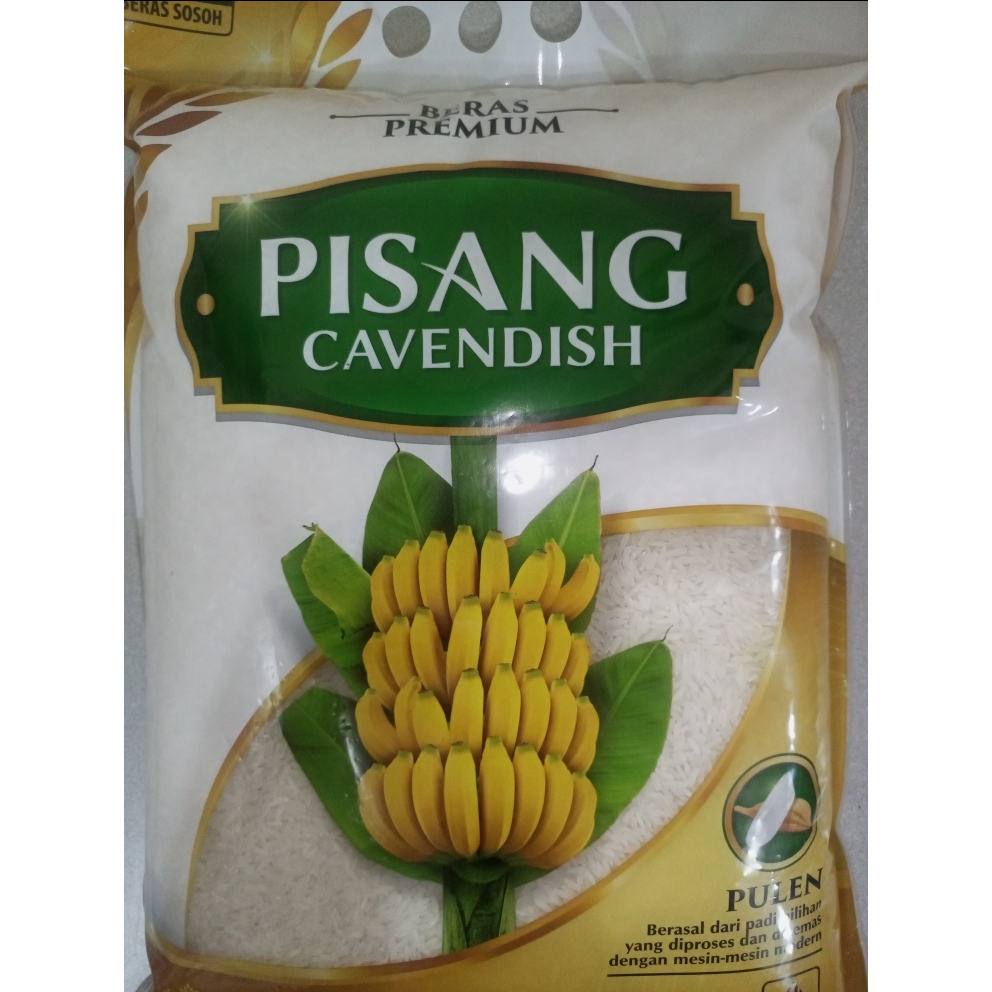 BERAS SOSOH
BERAS
PREMIUM
PISANG
CAVENDISH
PULEN
Berasal dari padi pilihan
yang diproses dan dikemas
dengan mesin-mesin modern